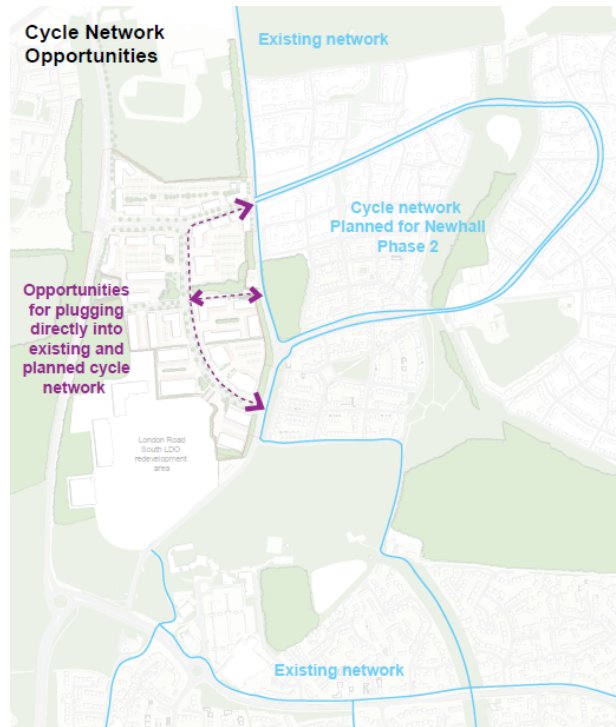 Cycle Network
Opportunities
Existing network
Cycle network
Planned for Newhall
Phase 2
Opportunities
for plugging
directly into
existing and
planned cycle
network
London Road
South LDO
redevelopment
area
Existing network